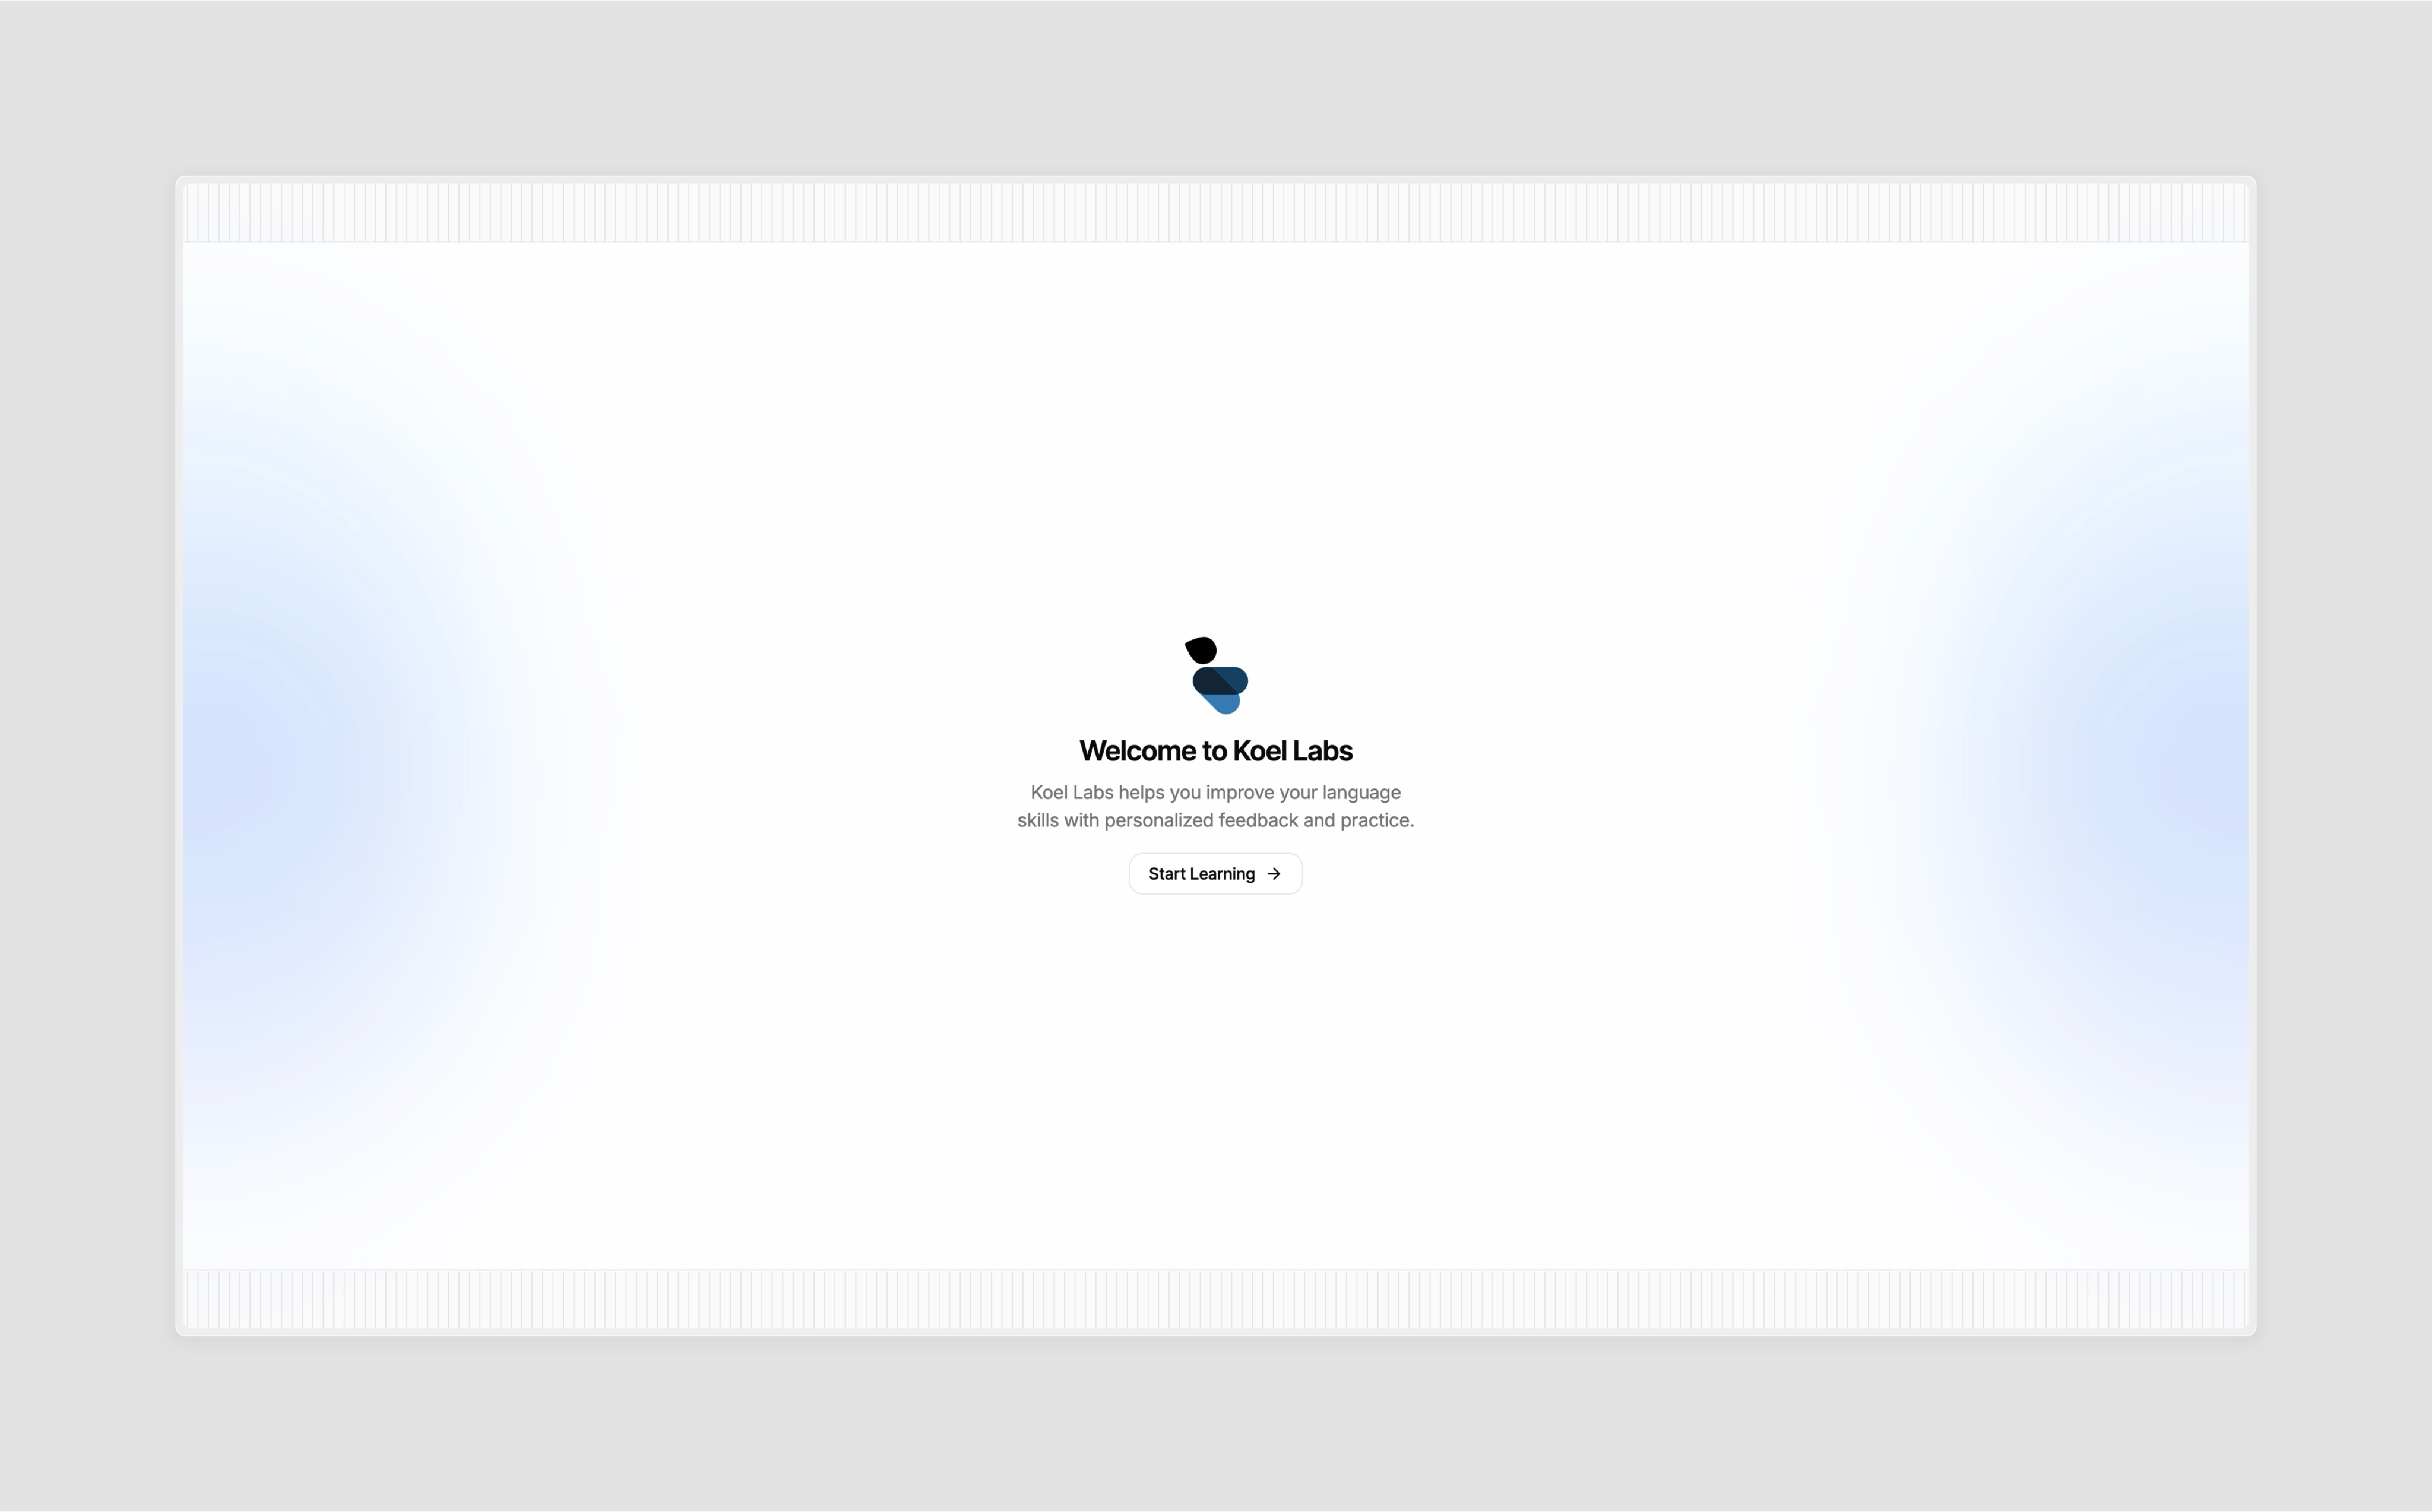 Welcome to Koel Labs
Koel Labs helps you improve your language
skills with personalized feedback and practice.
Start Learning →